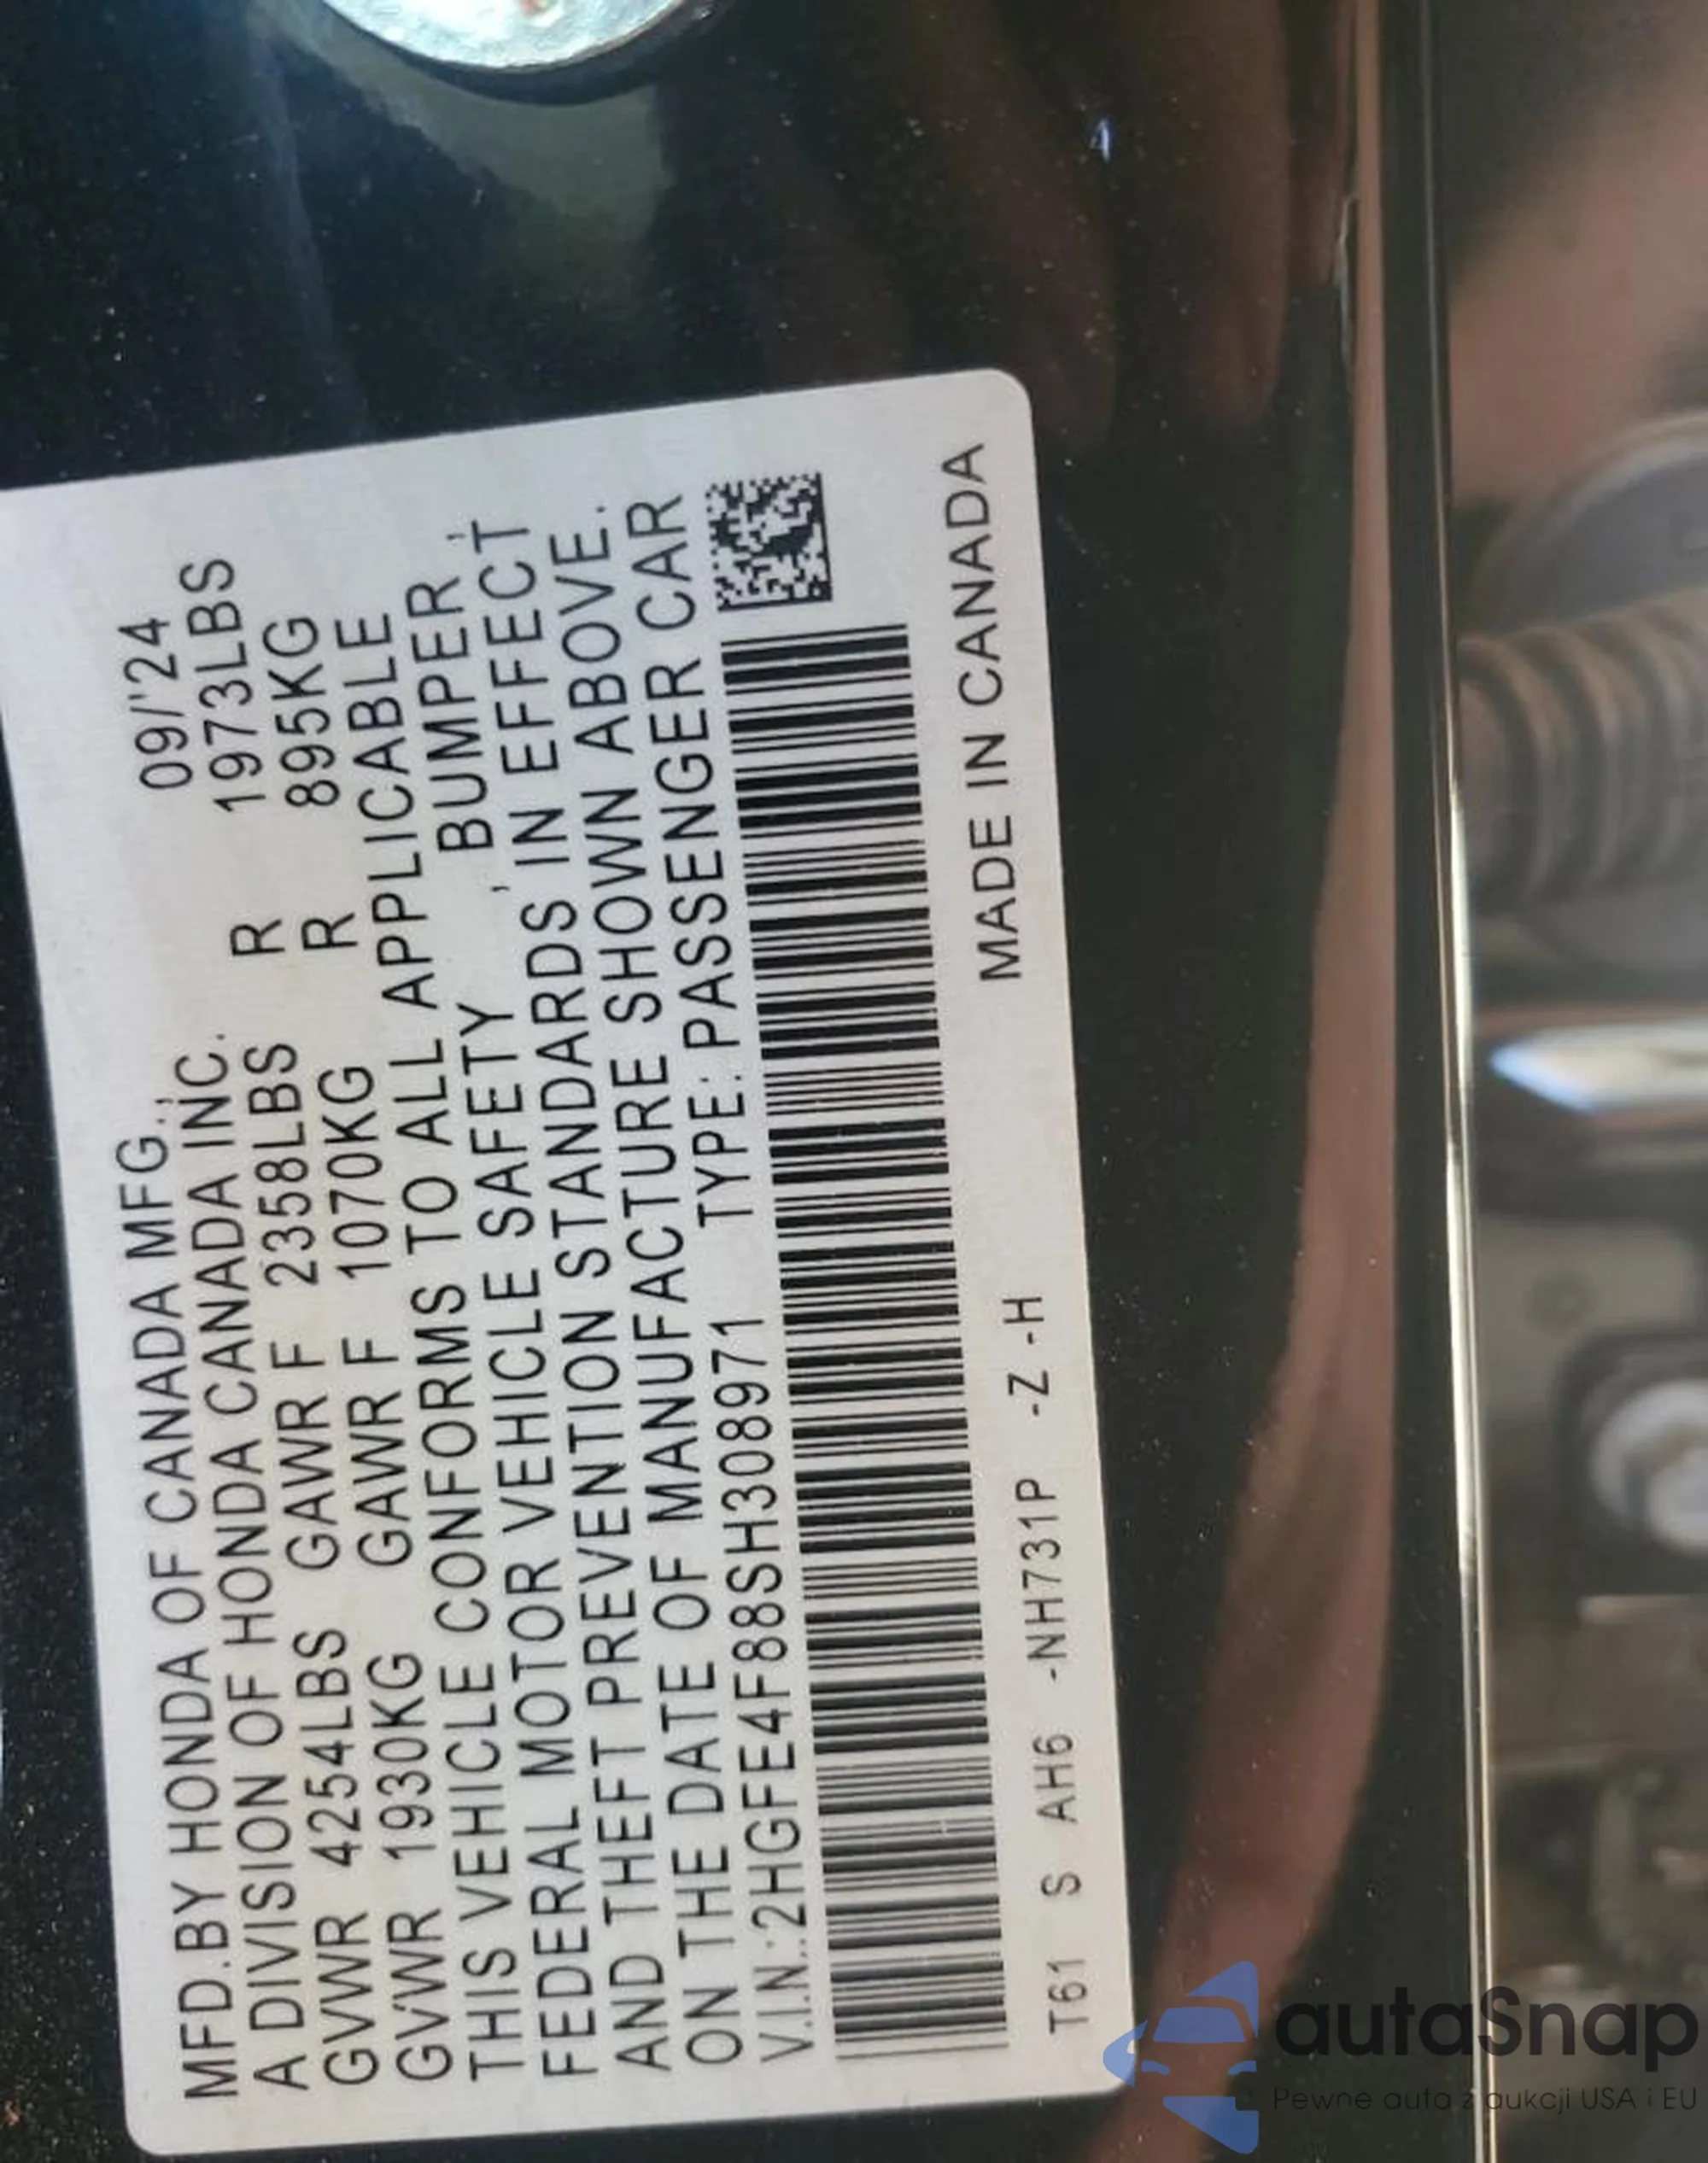 MFD.BY HONDA OF CANADA MFG., 09/'24
A DIVISION OF HONDA CANADA INC.
GVWR 4254LBS GAWR F 2358LBS R 1973LBS
GVWR 1930KG GAWR F 1070KG R 895KG
THIS VEHICLE CONFORMS TO ALL APPLICABLE
FEDERAL MOTOR VEHICLE SAFETY, BUMPER,
AND THEFT PREVENTION STANDARDS IN EFFECT
ON THE DATE OF MANUFACTURE SHOWN ABOVE.
V.I.N.:2HGFE4F88SH308971 TYPE: PASSENGER CAR
MADE IN CANADA
T61 S AH6 -NH731P -Z -H
autaSnap
Pewne auta z aukcji USA i EU